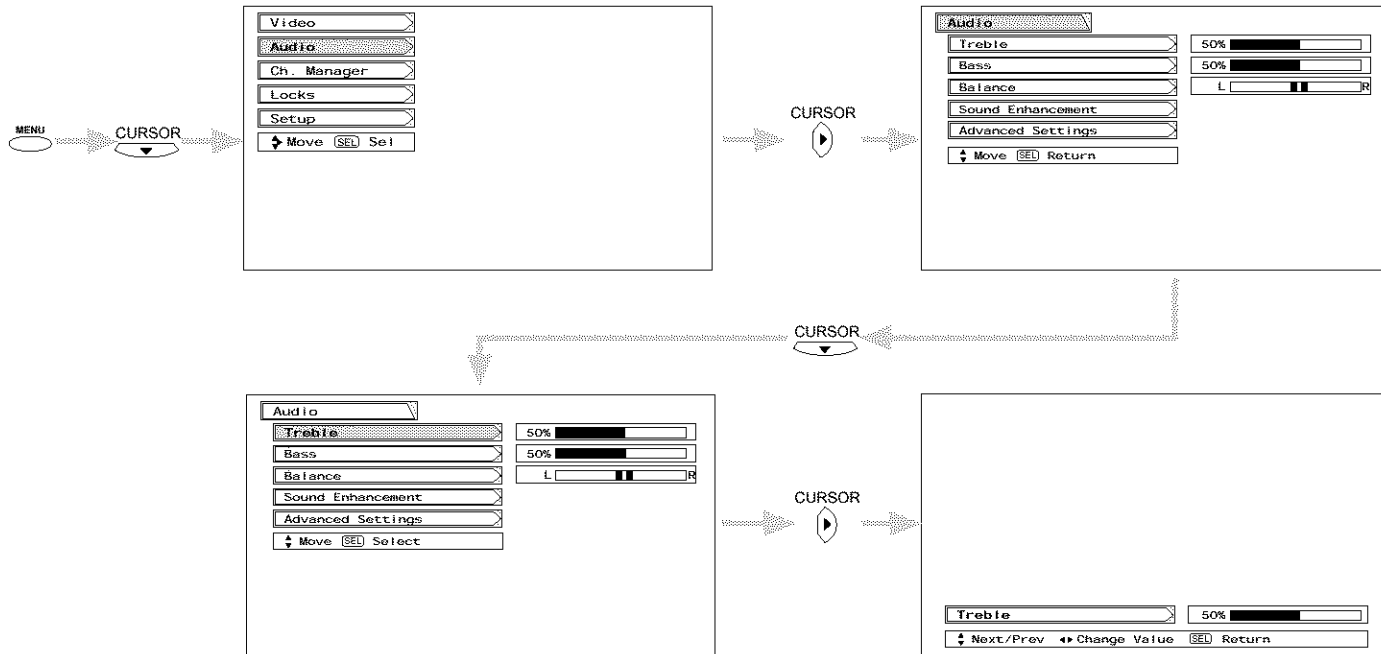 MENU
CURSOR
Video
Audio
Ch. Manager
Locks
Setup
Move SEL Sel
CURSOR
Audio
Treble 50%
Bass 50%
Balance L R
Sound Enhancement
Advanced Settings
Move SEL Return
CURSOR
Audio
Treble 50%
Bass 50%
Balance L R
Sound Enhancement
Advanced Settings
Move SEL Select
CURSOR
Treble 50%
Next/Prev Change Value SEL Return